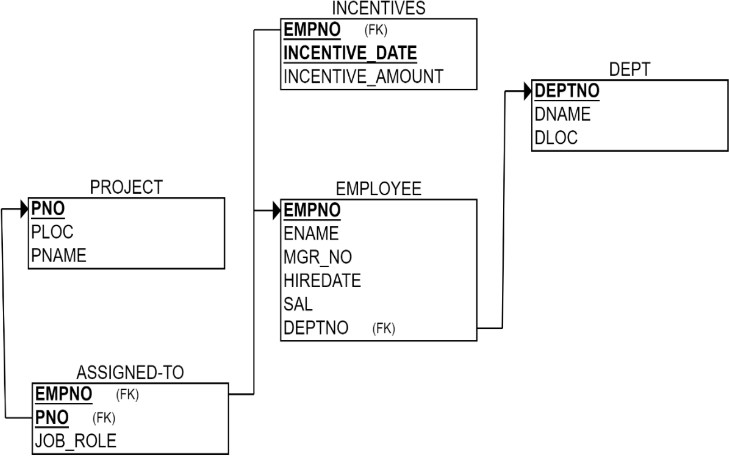 INCENTIVES
EMPNO (FK)
INCENTIVE_DATE
INCENTIVE_AMOUNT
DEPT
DEPTNO
DNAME
DLOC
PROJECT
PNO
PLOC
PNAME
EMPLOYEE
EMPNO
ENAME
MGR_NO
HIREDATE
SAL
DEPTNO (FK)
ASSIGNED-TO
EMPNO (FK)
PNO (FK)
JOB_ROLE